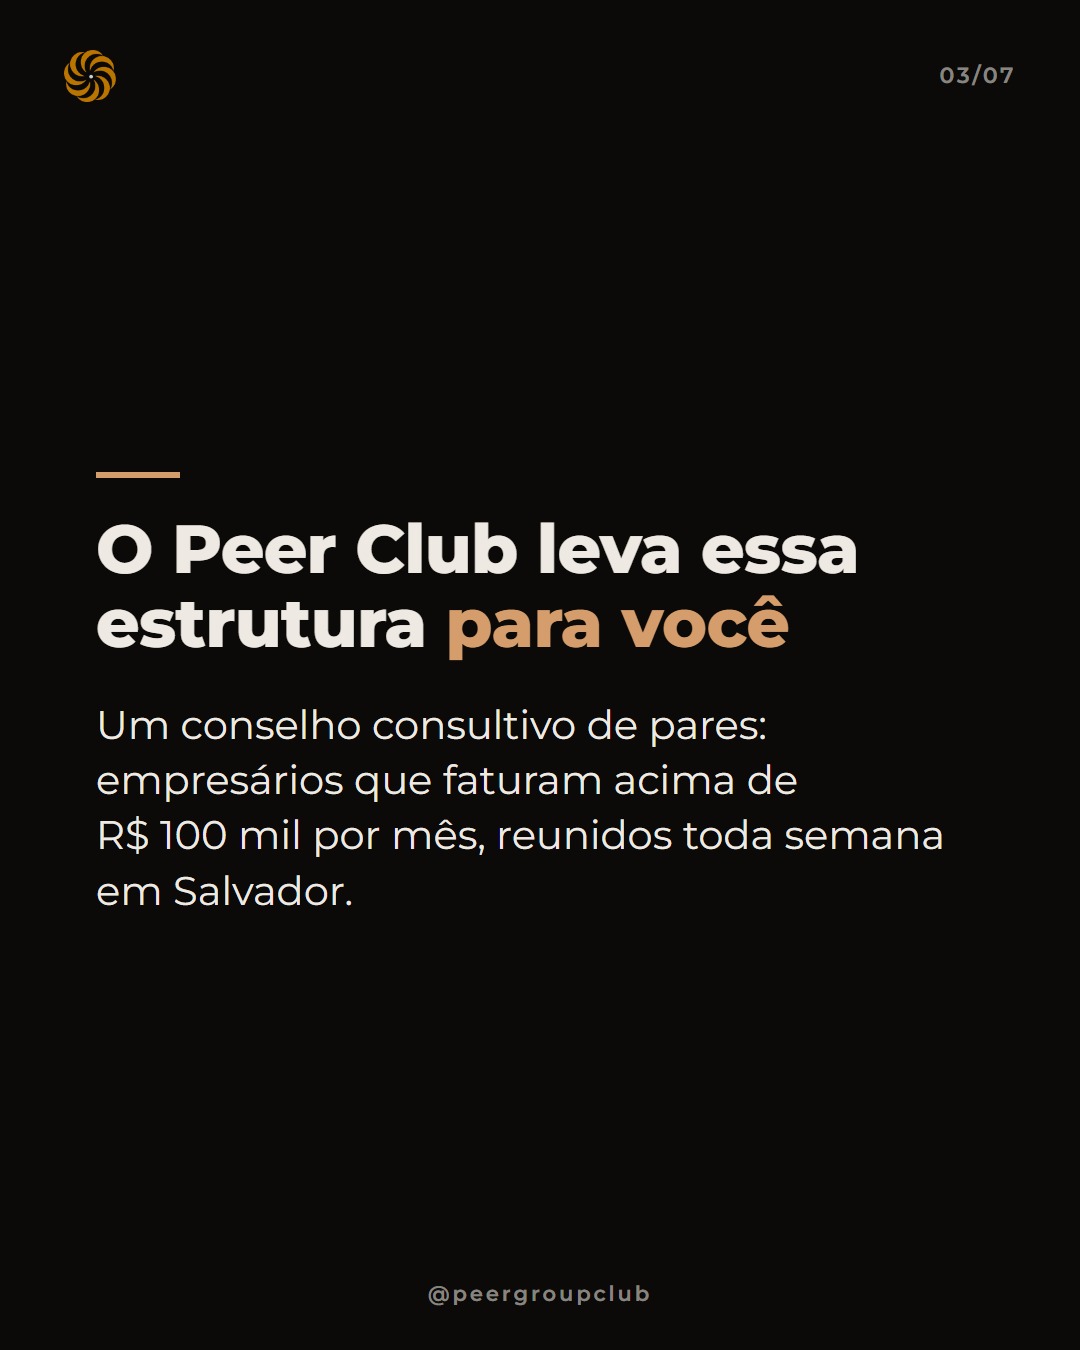 03/07
O Peer Club leva essa
estrutura para você
Um conselho consultivo de pares:
empresários que faturam acima de
R$ 100 mil por mês, reunidos toda semana
em Salvador.
@peergroupclub